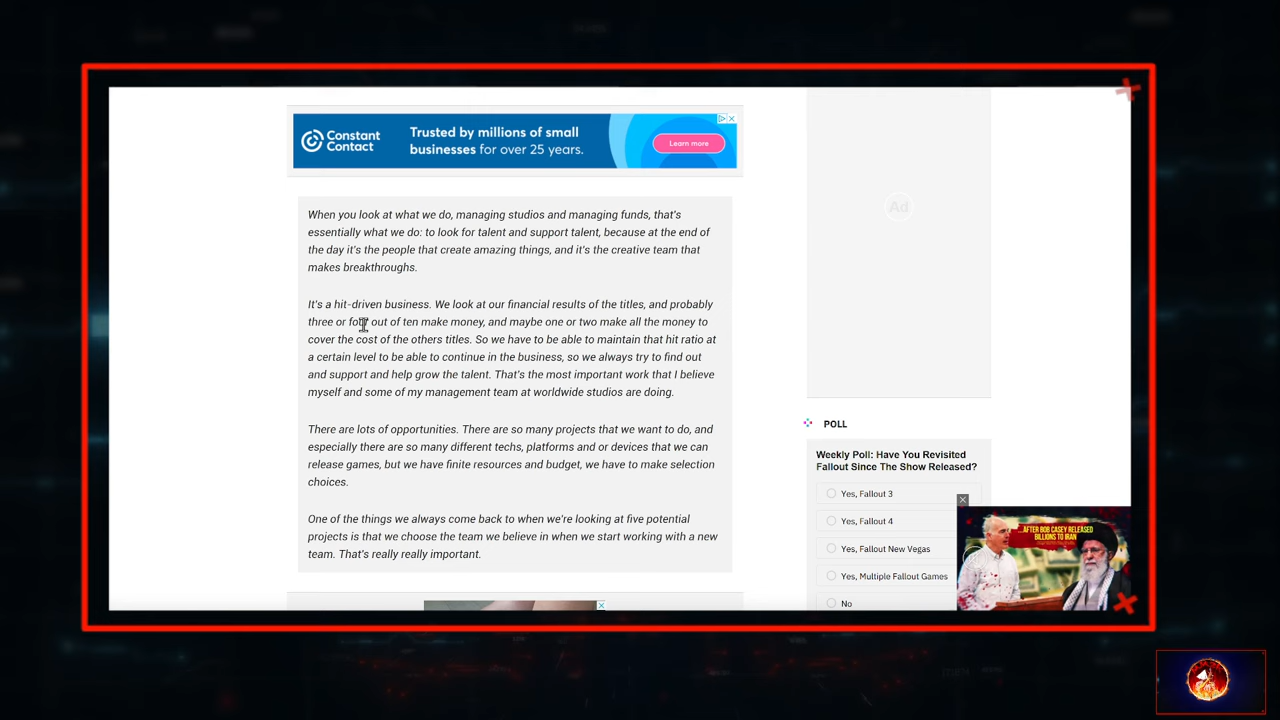 Constant
Contact
Trusted by millions of small
businesses for over 25 years.
Learn more
When you look at what we do, managing studios and managing funds, that's
essentially what we do: to look for talent and support talent, because at the end of
the day it's the people that create amazing things, and it's the creative team that
makes breakthroughs.
It's a hit-driven business. We look at our financial results of the titles, and probably
three or four out of ten make money, and maybe one or two make all the money to
cover the cost of the others titles. So we have to be able to maintain that hit ratio at
a certain level to be able to continue in the business, so we always try to find out
and support and help grow the talent. That's the most important work that I believe
myself and some of my management team at worldwide studios are doing.
There are lots of opportunities. There are so many projects that we want to do, and
especially there are so many different techs, platforms and or devices that we can
release games, but we have finite resources and budget, we have to make selection
choices.
One of the things we always come back to when we're looking at five potential
projects is that we choose the team we believe in when we start working with a new
team. That's really really important.
Ad
POLL
Weekly Poll: Have You Revisited
Fallout Since The Show Released?
Yes, Fallout 3
Yes, Fallout 4
Yes, Fallout New Vegas
Yes, Multiple Fallout Games
No
...AFTER BOB CASEY RELEASED
BILLIONS TO IRAN